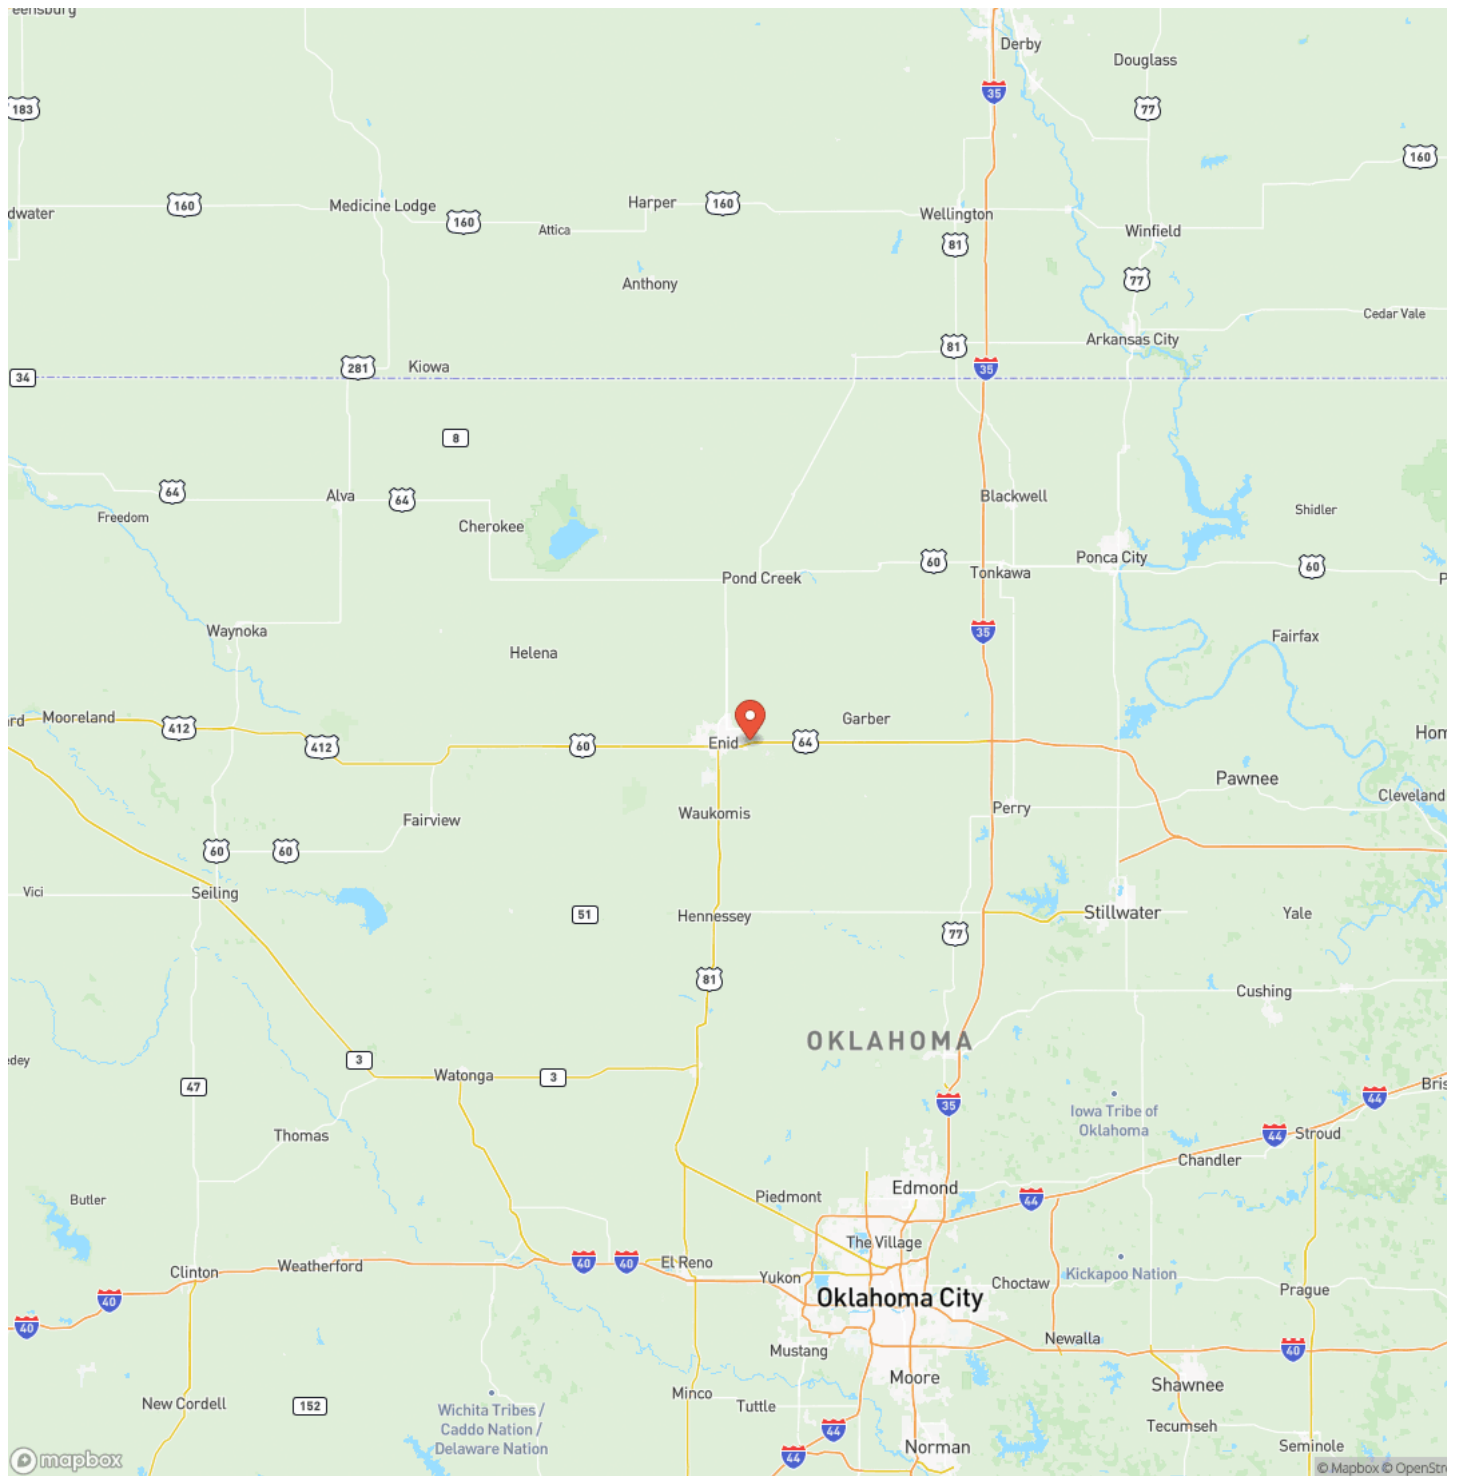 eensburg
Derby
Douglass
35
183
77
160
160
Medicine Lodge
Harper
160
dwater
160
Attica
Wellington
81
Winfield
Anthony
77
Cedar Vale
Arkansas City
81
281
Kiowa
35
34
8
64
Alva
64
Blackwell
Freedom
Cherokee
Shidler
Ponca City
60
60
Tonkawa
Pond Creek
P
Waynoka
35
Fairfax
Helena
ard
Mooreland
412
412
60
Enid
64
Garber
Hom
Pawnee
Cleveland
Waukomis
Perry
Fairview
60
60
Seiling
Vici
51
Hennessey
77
Stillwater
Yale
81
Cushing
OKLAHOMA
edey
3
Watonga
3
47
35
Iowa Tribe of
Oklahoma
44
Bris
44
Stroud
Thomas
Chandler
Butler
Piedmont
Edmond
44
The Village
Clinton
Weatherford
40
40
El Reno
Yukon
Choctaw
Kickapoo Nation
Prague
40
40
Oklahoma City
Newalla
40
Mustang
Moore
Shawnee
New Cordell
152
Minco
Tuttle
Wichita Tribes /
Caddo Nation /
Delaware Nation
44
44
Norman
Tecumseh
Seminole
mapbox
© Mapbox © OpenStre